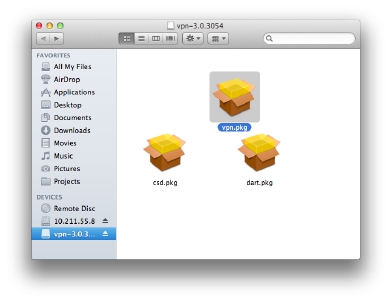 vpn-3.0.3054
FAVORITES
All My Files
AirDrop
Applications
Desktop
Documents
Downloads
Movies
Music
Pictures
Projects
DEVICES
Remote Disc
10.211.55.8
vpn-3.0.3...
vpn.pkg
csd.pkg
dart.pkg